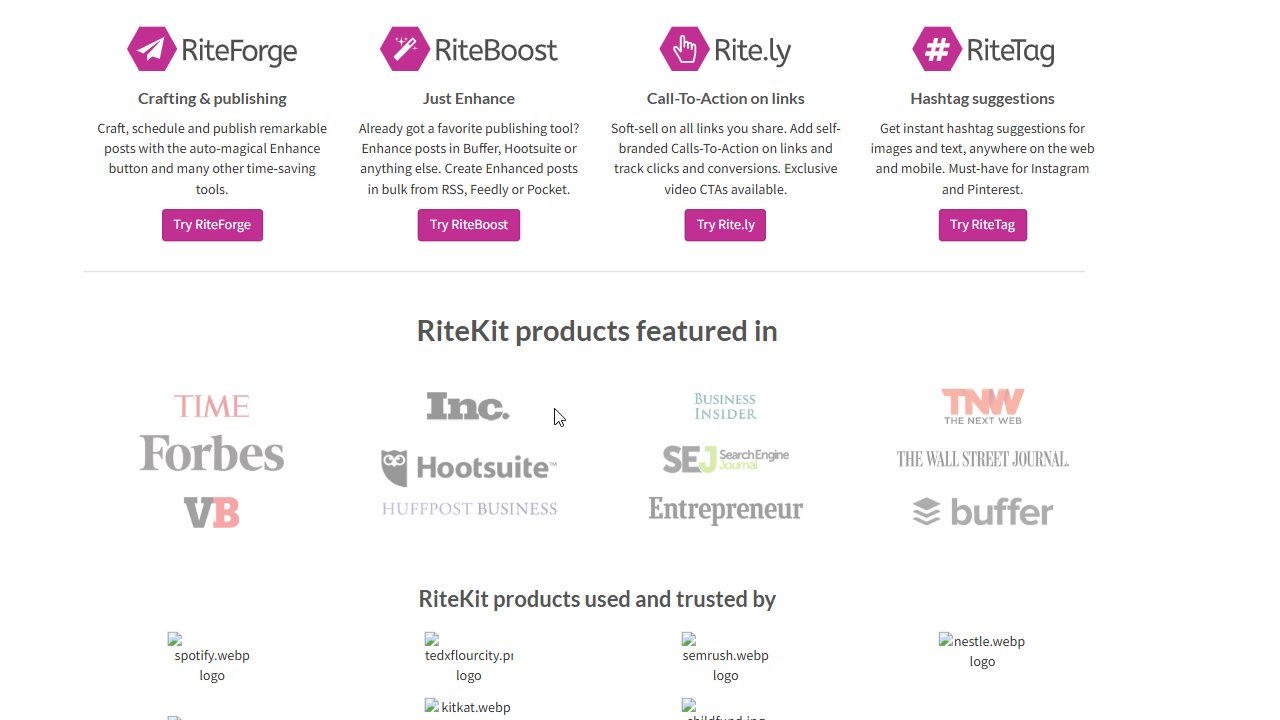 RiteForge
Crafting & publishing
Craft, schedule and publish remarkable
posts with the auto-magical Enhance
button and many other time-saving
tools.
Try RiteForge
RiteBoost
Just Enhance
Already got a favorite publishing tool?
Enhance posts in Buffer, Hootsuite or
anything else. Create Enhanced posts
in bulk from RSS, Feedly or Pocket.
Try RiteBoost
Rite.ly
Call-To-Action on links
Soft-sell on all links you share. Add self-
branded Calls-To-Action on links and
track clicks and conversions. Exclusive
video CTAs available.
Try Rite.ly
# RiteTag
Hashtag suggestions
Get instant hashtag suggestions for
images and text, anywhere on the web
and mobile. Must-have for Instagram
and Pinterest.
Try RiteTag
RiteKit products featured in
TIME
Inc.
BUSINESS
INSIDER
TNW
THE NEXT WEB
Forbes
Hootsuite™
SEJ Search Engine
Journal
THE WALL STREET JOURNAL.
VB
HUFFPOST BUSINESS
Entrepreneur
buffer
RiteKit products used and trusted by
spotify.webp
logo
tedxflourcity.pr
logo
semrush.webp
logo
nestle.webp
logo
kitkat.webp